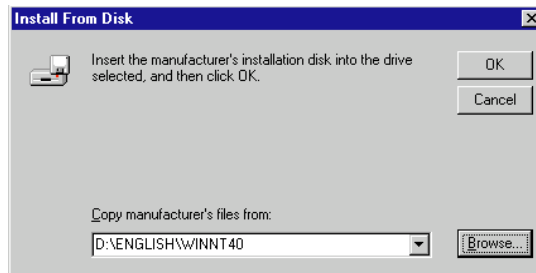 Install From Disk
Insert the manufacturer's installation disk into the drive
selected, and then click OK.
OK
Cancel
Copy manufacturer's files from:
D:\ENGLISH\WINNT40
Browse...